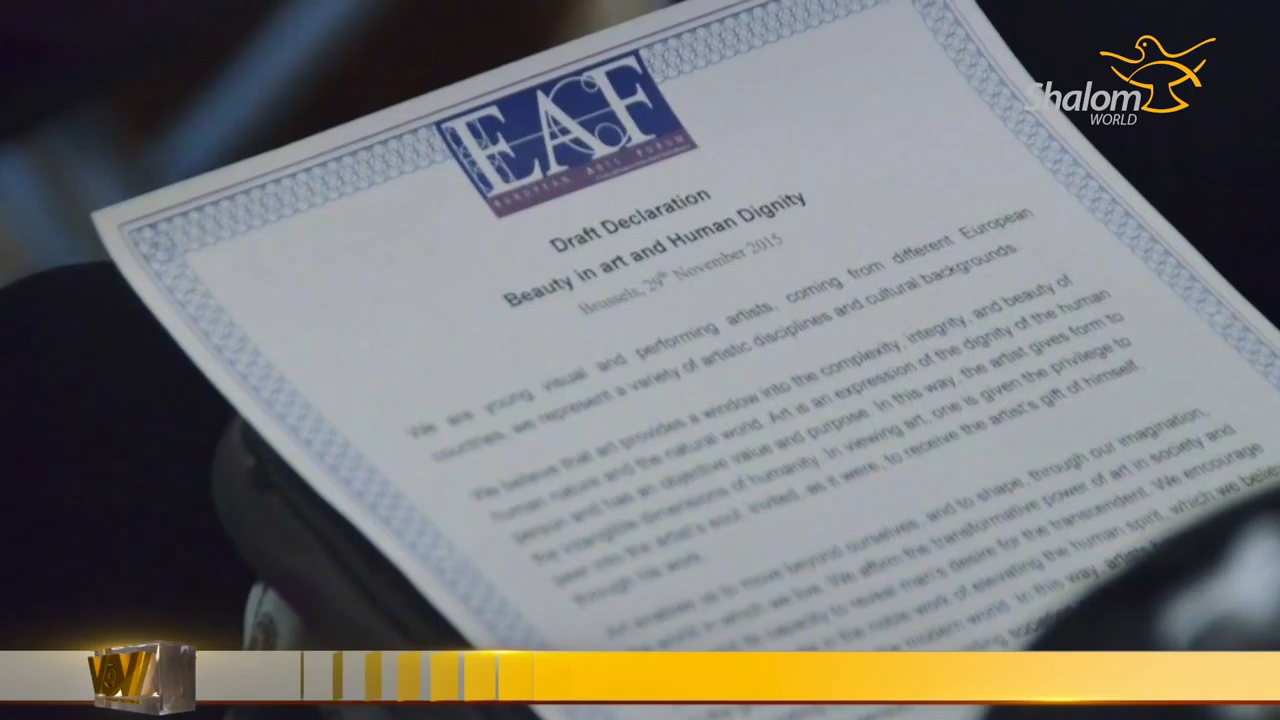 Shalom
WORLD
EAF
EUROPEAN ARTS FORUM
Draft Declaration
Beauty in art and Human Dignity
Brussels, 29th November 2015
We are young visual and performing artists, coming from different European
countries, we represent a variety of artistic disciplines and cultural backgrounds.
We believe that art provides a window into the complexity, integrity, and beauty of
human nature and the natural world. Art is an expression of the dignity of the human
person and has an objective value and purpose. In this way, the artist gives form to
the intangible dimensions of humanity. In viewing art, one is given the privilege to
peer into the artist's soul, invited, as it were, to receive the artist's gift of himself,
through his work.
Art enables us to move beyond ourselves, and to shape, through our imagination,
the world in which we live. We affirm the transformative power of art in society and
its capacity to reveal man's desire for the transcendent. We encourage
in the noble work of elevating the human spirit, which we believe
the modern world. In this way, artists
VOW